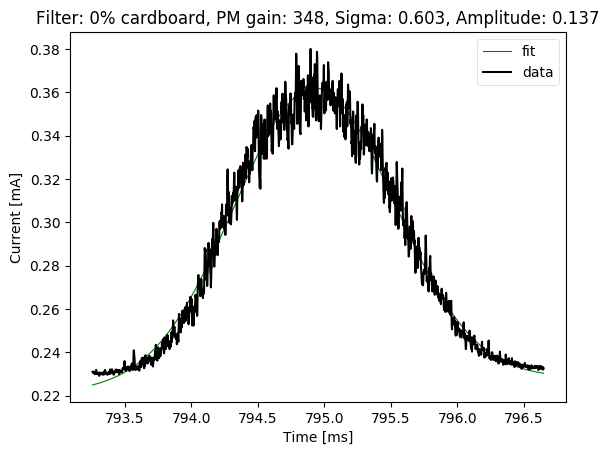 Filter: 0% cardboard, PM gain: 348, Sigma: 0.603, Amplitude: 0.137
fit
data
0.38
0.36
0.34
0.32
0.30
0.28
0.26
0.24
0.22
Current [mA]
793.5 794.0 794.5 795.0 795.5 796.0 796.5
Time [ms]